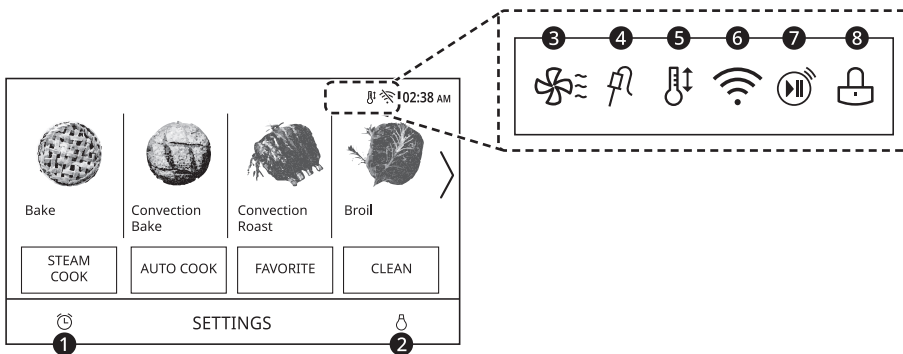 3 4 5 6 7 8
02:38 AM
Bake
Convection
Bake
Convection
Roast
Broil
STEAM
COOK
AUTO COOK
FAVORITE
CLEAN
SETTINGS
1 2